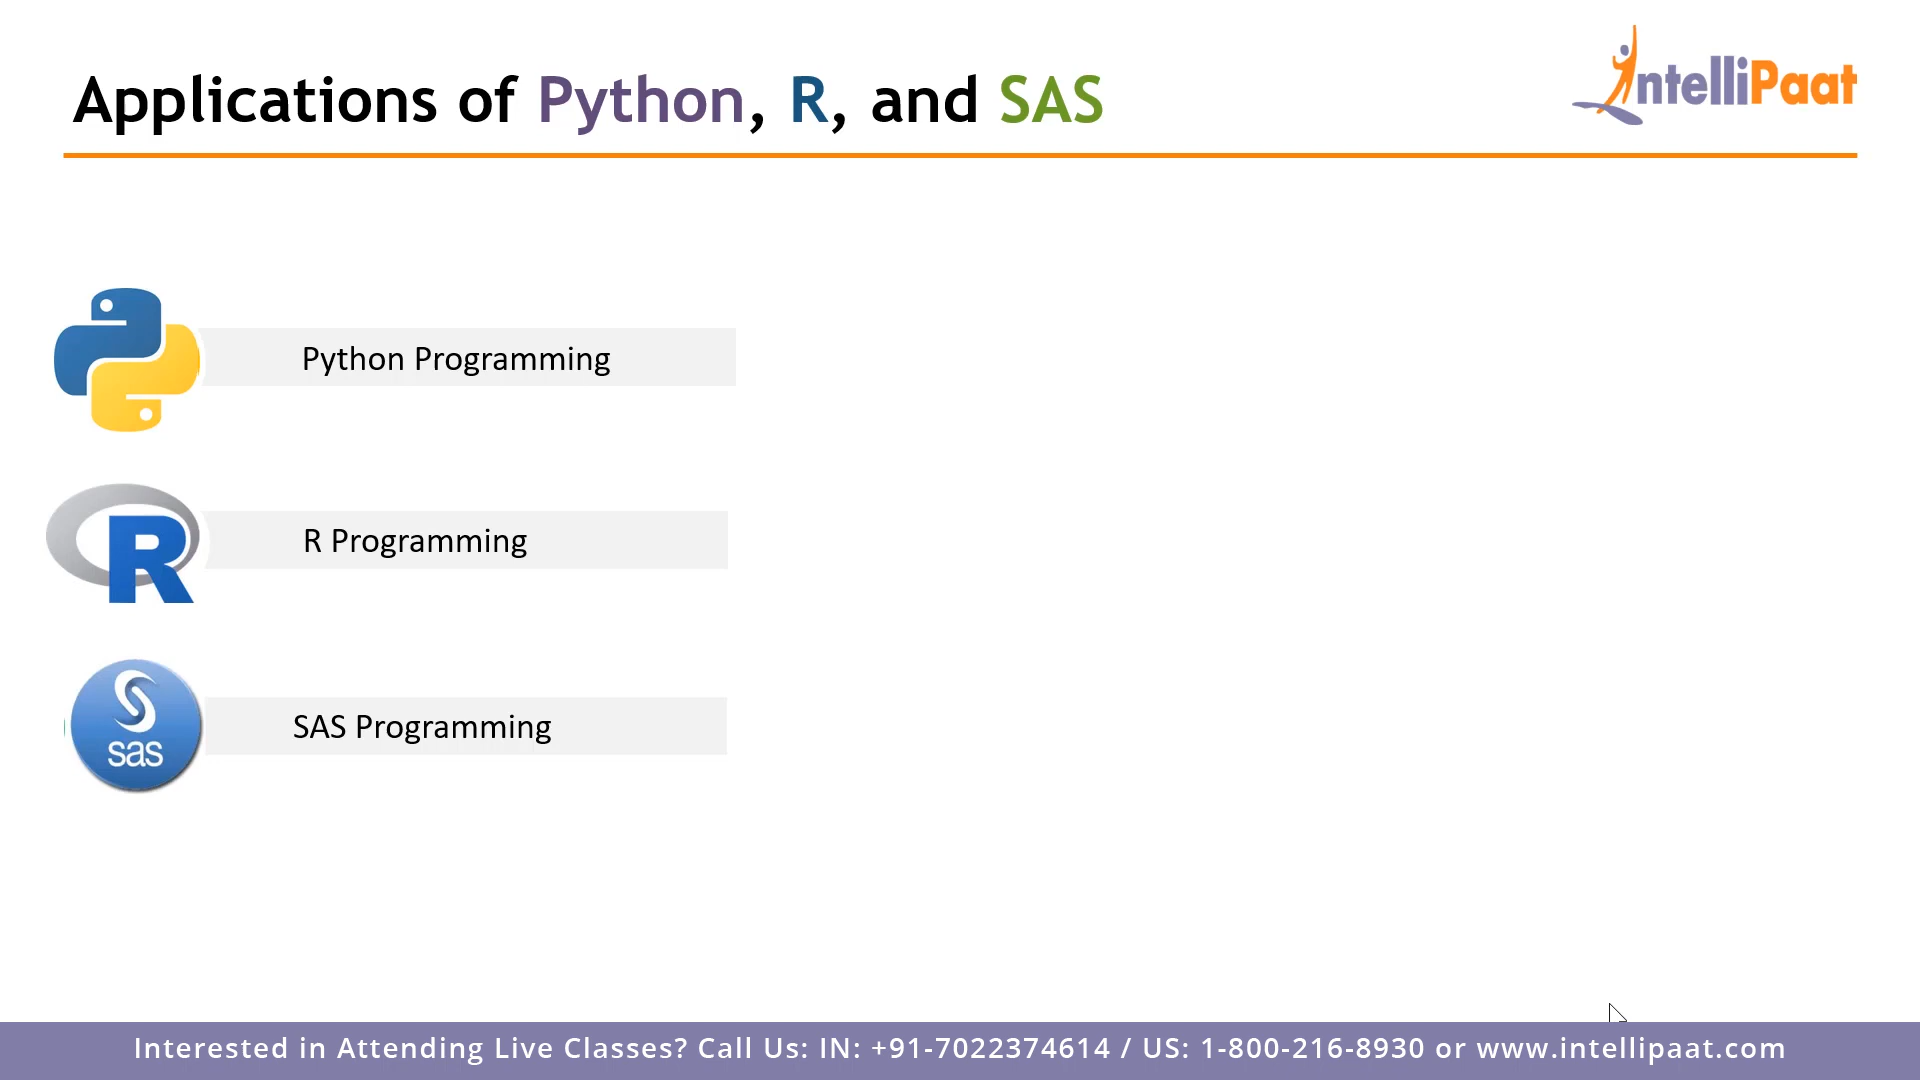 Applications of Python, R, and SAS
IntelliPaat
Python Programming
R
R Programming
sas
SAS Programming
Interested in Attending Live Classes? Call Us: IN: +91-7022374614 / US: 1-800-216-8930 or www.intellipaat.com